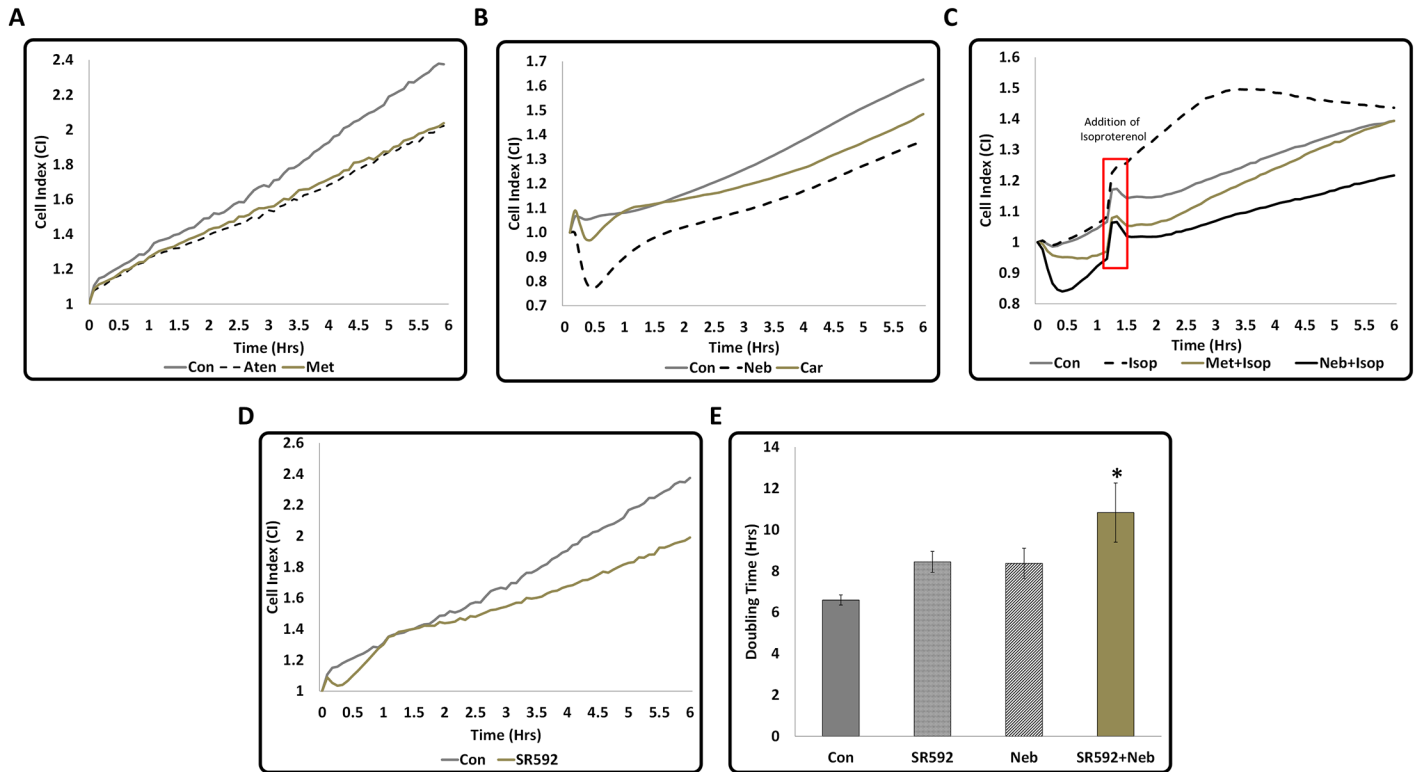 A
2.4
2.2
2
1.8
1.6
1.4
1.2
1
Cell Index (CI)
0 0.5 1 1.5 2 2.5 3 3.5 4 4.5 5 5.5 6
Time (Hrs)
Con Aten Met
B
1.7
1.6
1.5
1.4
1.3
1.2
1.1
1.0
0.9
0.8
0.7
Cell Index (CI)
0 0.5 1 1.5 2 2.5 3 3.5 4 4.5 5 5.5 6
Time (Hrs)
Con Neb Car
C
1.6
1.5
1.4
1.3
1.2
1.1
1
0.9
0.8
Cell Index (CI)
Addition of
Isoproterenol
0 0.5 1 1.5 2 2.5 3 3.5 4 4.5 5 5.5 6
Time (Hrs)
Con Isop Met+Isop Neb+Isop
D
2.6
2.4
2.2
2
1.8
1.6
1.4
1.2
1
Cell Index (CI)
0 0.5 1 1.5 2 2.5 3 3.5 4 4.5 5 5.5 6
Time (Hrs)
Con SR592
E
14
12
10
8
6
4
2
0
Doubling Time (Hrs)
*
Con SR592 Neb SR592+Neb